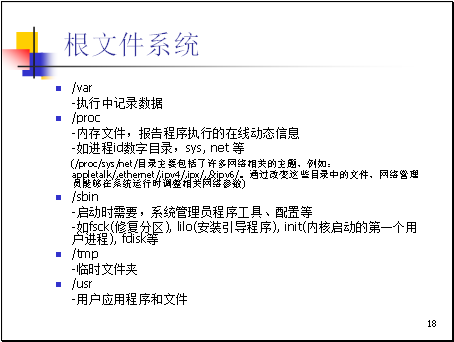 根文件系统
/var
-执行中记录数据
/proc
-内存文件，报告程序执行的在线动态信息
-如进程id数字目录，sys, net 等
(/proc/sys/net/目录主要包括了许多网络相关的主题，例如：
appletalk/,ethernet/,ipv4/,ipx/,及ipv6/。通过改变这些目录中的文件，网络管理
员能够在系统运行时调整相关网络参数)
/sbin
-启动时需要，系统管理员程序工具、配置等
-如fsck(修复分区), lilo(安装引导程序), init(内核启动的第一个用
户进程), fdisk等
/tmp
-临时文件夹
/usr
-用户应用程序和文件
18